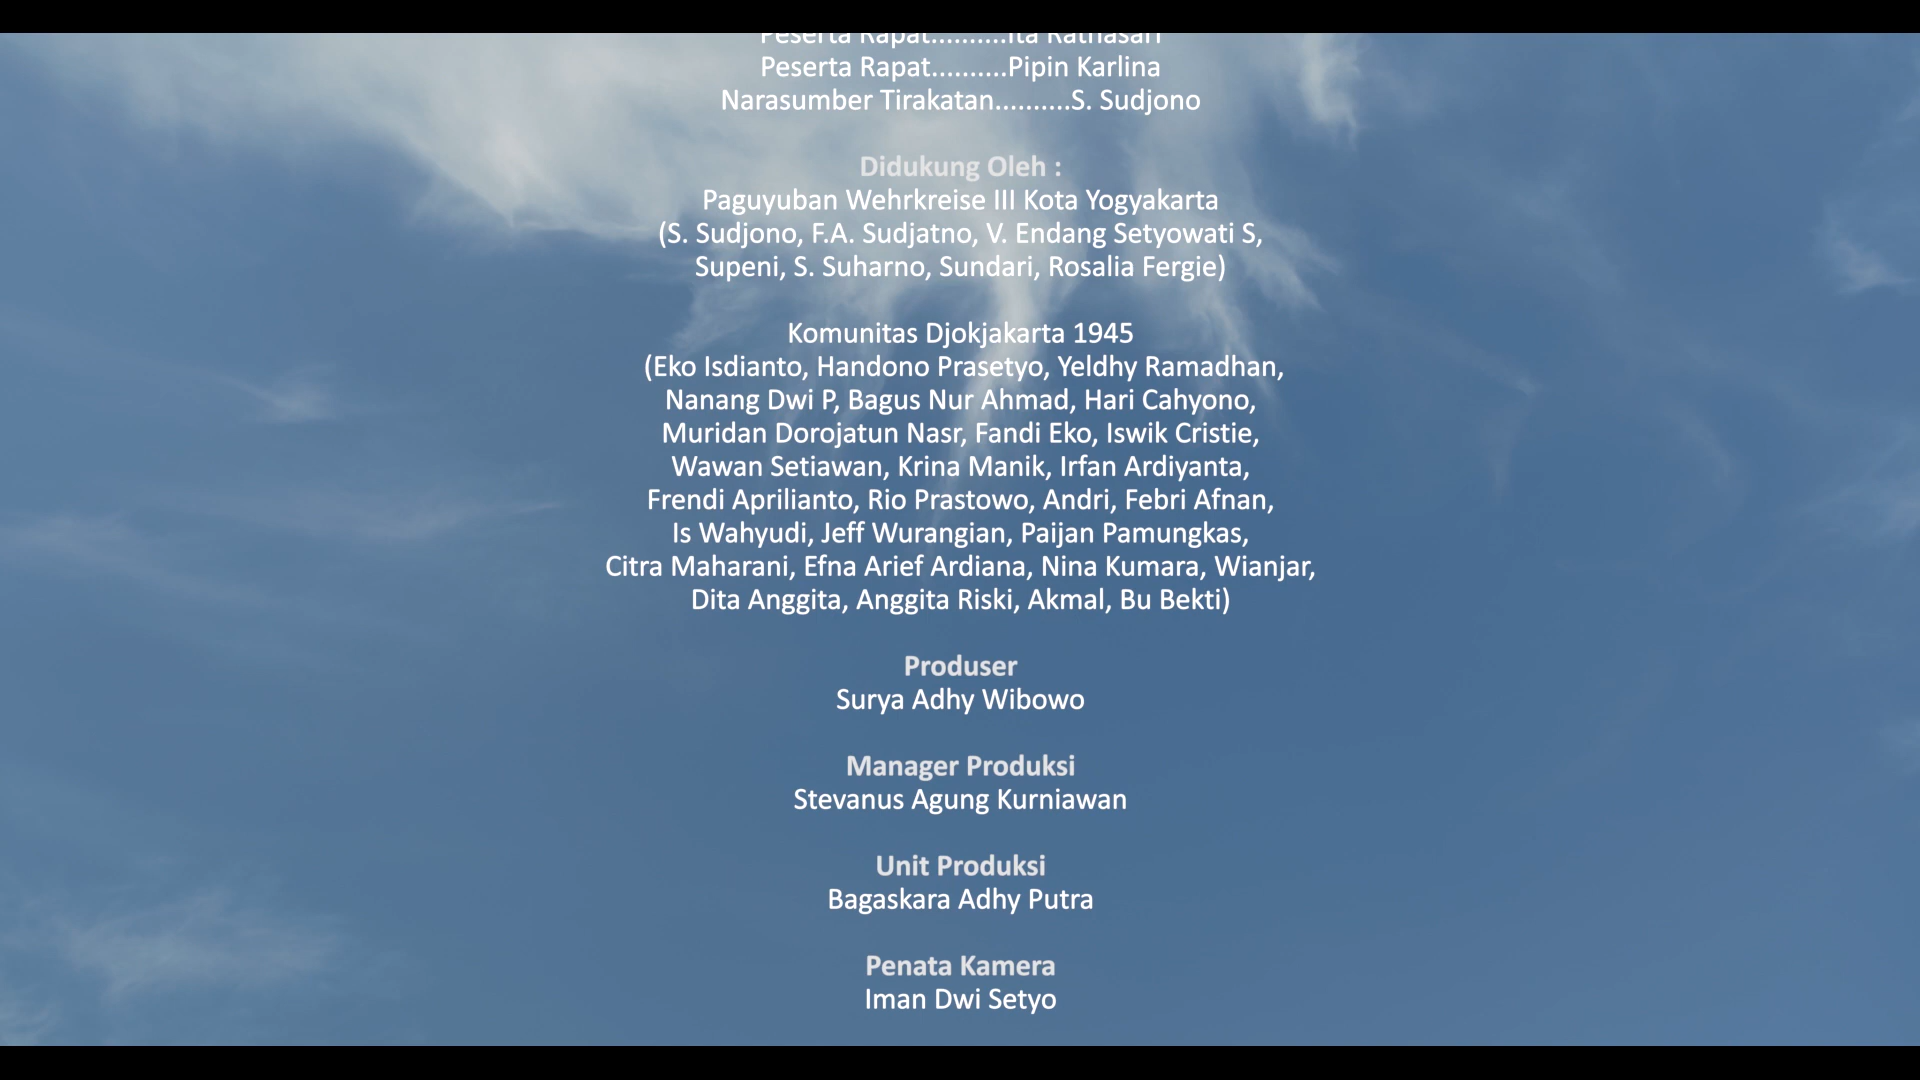 Peserta Rapat..........Ita Ratnasari
Peserta Rapat..........Pipin Karlina
Narasumber Tirakatan..........S. Sudjono
Didukung Oleh :
Paguyuban Wehrkreise III Kota Yogyakarta
(S. Sudjono, F.A. Sudjatno, V. Endang Setyowati S,
Supeni, S. Suharno, Sundari, Rosalia Fergie)
Komunitas Djokjakarta 1945
(Eko Isdianto, Handono Prasetyo, Yeldhy Ramadhan,
Nanang Dwi P, Bagus Nur Ahmad, Hari Cahyono,
Muridan Dorojatun Nasr, Fandi Eko, Iswik Cristie,
Wawan Setiawan, Krina Manik, Irfan Ardiyanta,
Frendi Aprilianto, Rio Prastowo, Andri, Febri Afnan,
Is Wahyudi, Jeff Wurangian, Paijan Pamungkas,
Citra Maharani, Efna Arief Ardiana, Nina Kumara, Wianjar,
Dita Anggita, Anggita Riski, Akmal, Bu Bekti)
Produser
Surya Adhy Wibowo
Manager Produksi
Stevanus Agung Kurniawan
Unit Produksi
Bagaskara Adhy Putra
Penata Kamera
Iman Dwi Setyo